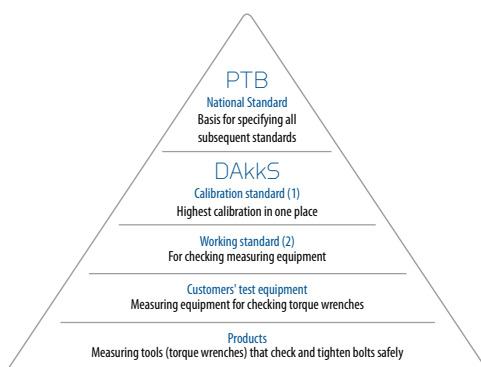 PTB
National Standard
Basis for specifying all
subsequent standards
DAkkS
Calibration standard (1)
Highest calibration in one place
Working standard (2)
For checking measuring equipment
Customers' test equipment
Measuring equipment for checking torque wrenches
Products
Measuring tools (torque wrenches) that check and tighten bolts safely